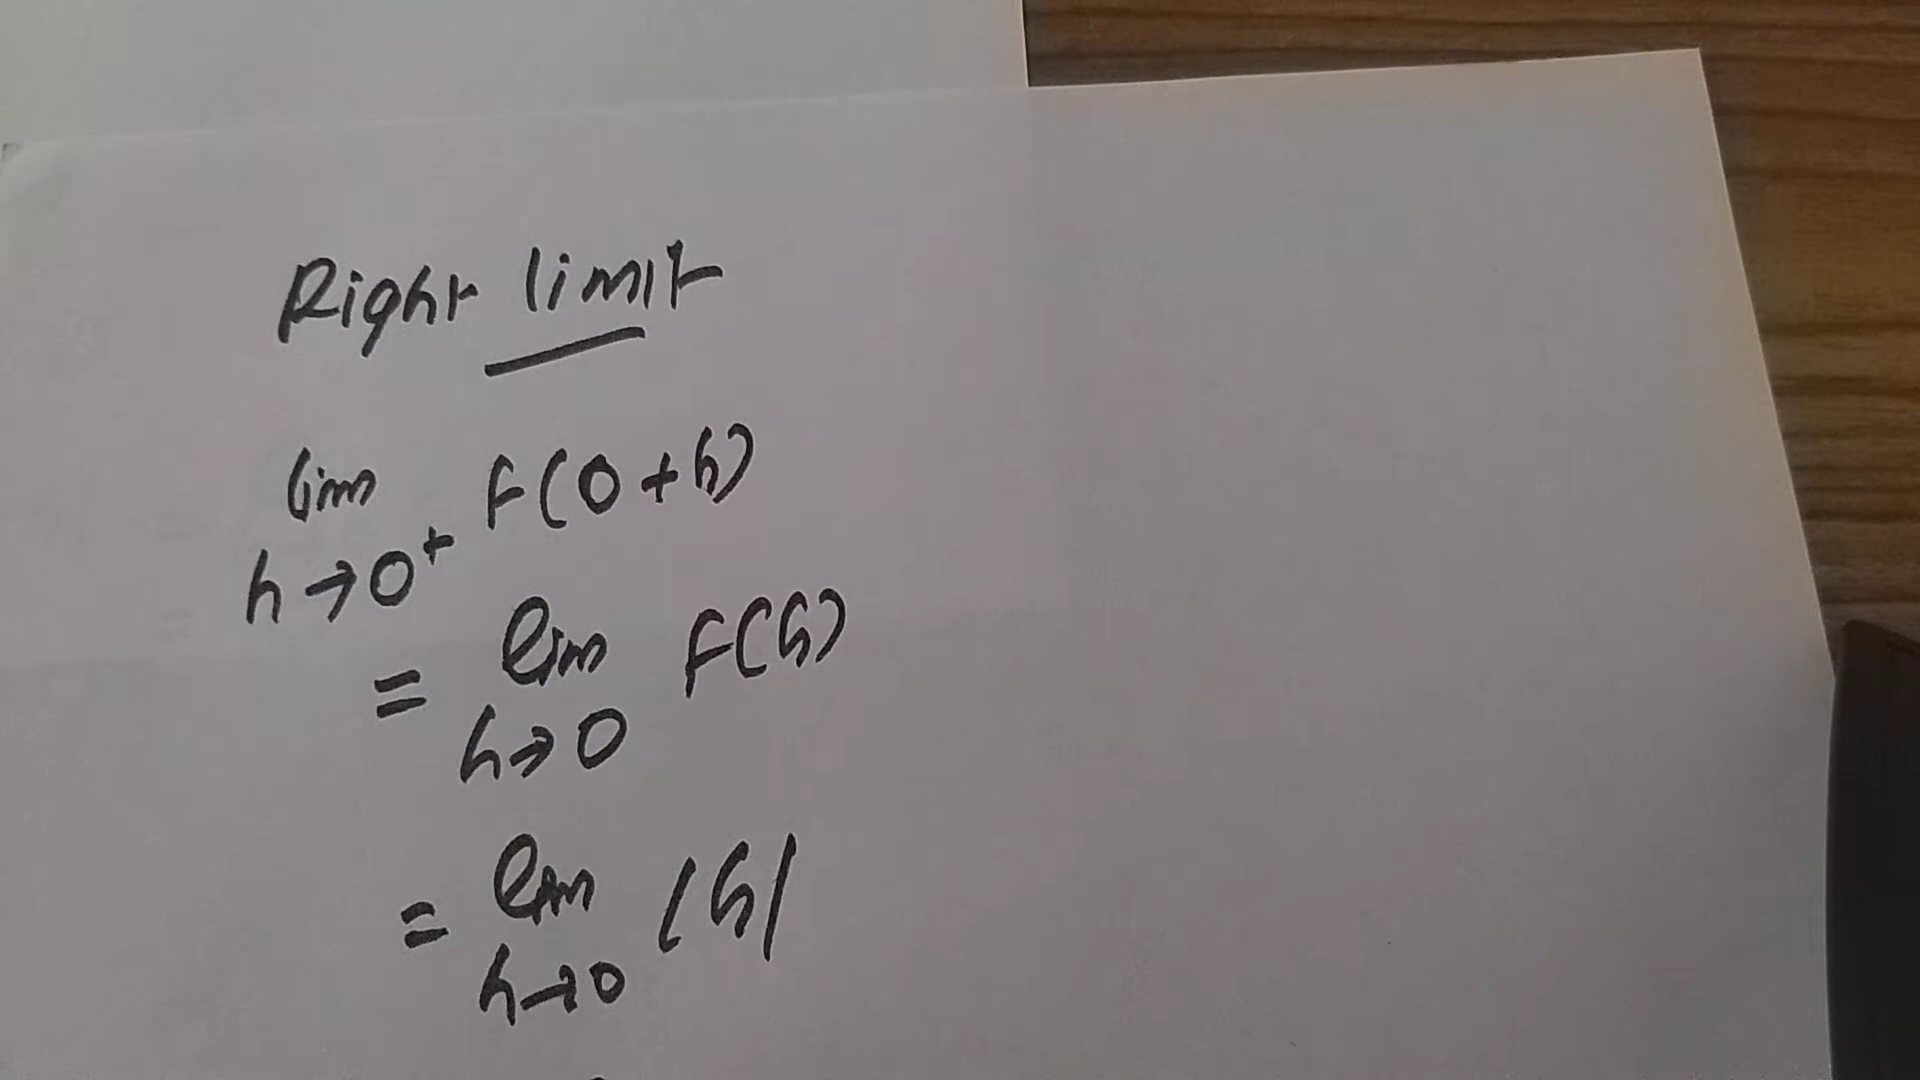 Right limit
lim f(0+h)
h→0⁺
= lim f(h)
h→0
= lim |h|
h→0